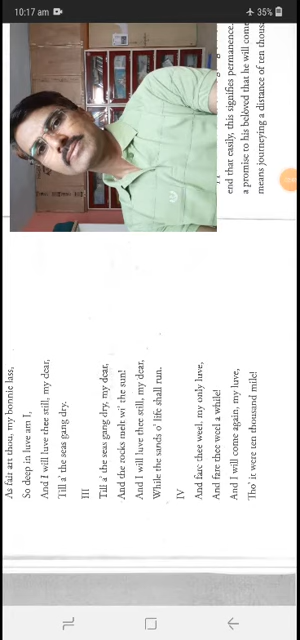 10:17 am
35%
end that easily, this signifies permanence.
a promise to his beloved that he will come
means journeying a distance of ten thous
As fair art thou, my bonnie lass,
So deep in luve am I,
And I will luve thee still, my dear,
Till a' the seas gang dry.
III
Till a' the seas gang dry, my dear,
And the rocks melt wi' the sun!
And I will luve thee still, my dear,
While the sands o' life shall run.
IV
And fare thee weel, my only luve,
And fare thee weel a while!
And I will come again, my luve,
Tho' it were ten thousand mile!